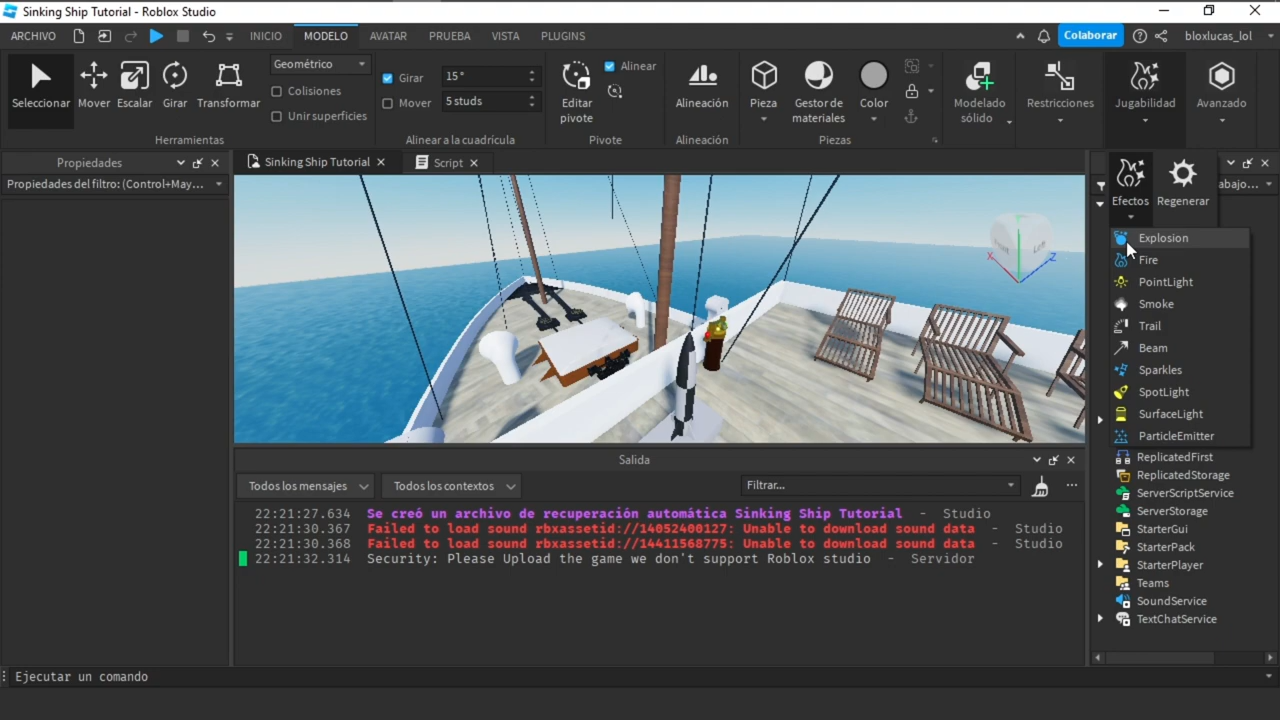 Sinking Ship Tutorial - Roblox Studio
ARCHIVO INICIO MODELO AVATAR PRUEBA VISTA PLUGINS Colaborar bloxlucas_lol
Seleccionar Mover Escalar Girar Transformar
Geométrico
Colisiones
Unir superficies
Herramientas
Girar 15°
Mover 5 studs
Alinear a la cuadrícula
Editar pivote
Alinear
Pivote
Alineación
Alineación
Pieza
Gestor de materiales
Color
Piezas
Modelado sólido
Restricciones
Jugabilidad
Avanzado
Propiedades
Propiedades del filtro: (Control+May...
Sinking Ship Tutorial
Script
Front Left
X
Z
Efectos
Regenerar
abajo...
Explosion
Fire
PointLight
Smoke
Trail
Beam
Sparkles
SpotLight
SurfaceLight
ParticleEmitter
ReplicatedFirst
ReplicatedStorage
ServerScriptService
ServerStorage
StarterGui
StarterPack
StarterPlayer
Teams
SoundService
TextChatService
Salida
Todos los mensajes Todos los contextos Filtrar...
22:21:27.634 Se creó un archivo de recuperación automática Sinking Ship Tutorial - Studio
22:21:30.367 Failed to load sound rbxassetid://14052400127: Unable to download sound data - Studio
22:21:30.368 Failed to load sound rbxassetid://14411568775: Unable to download sound data - Studio
22:21:32.314 Security: Please Upload the game we don't support Roblox studio - Servidor
Ejecutar un comando